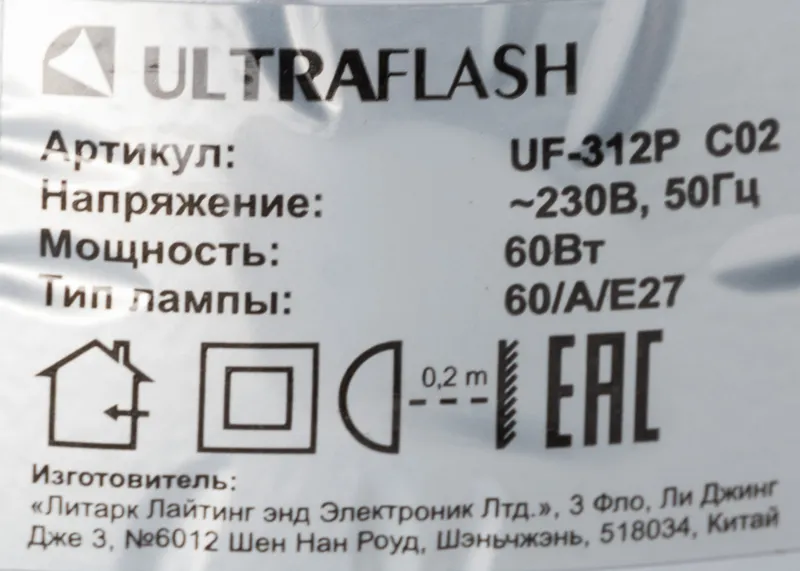 ULTRAFLASH
Артикул: UF-312P C02
Напряжение: ~230В, 50Гц
Мощность: 60Вт
Тип лампы: 60/А/Е27
0,2 m
EAC
Изготовитель:
«Литарк Лайтинг энд Электроник Лтд.», 3 Фло, Ли Джинг
Дже 3, №6012 Шен Нан Роуд, Шэньчжэнь, 518034, Китай